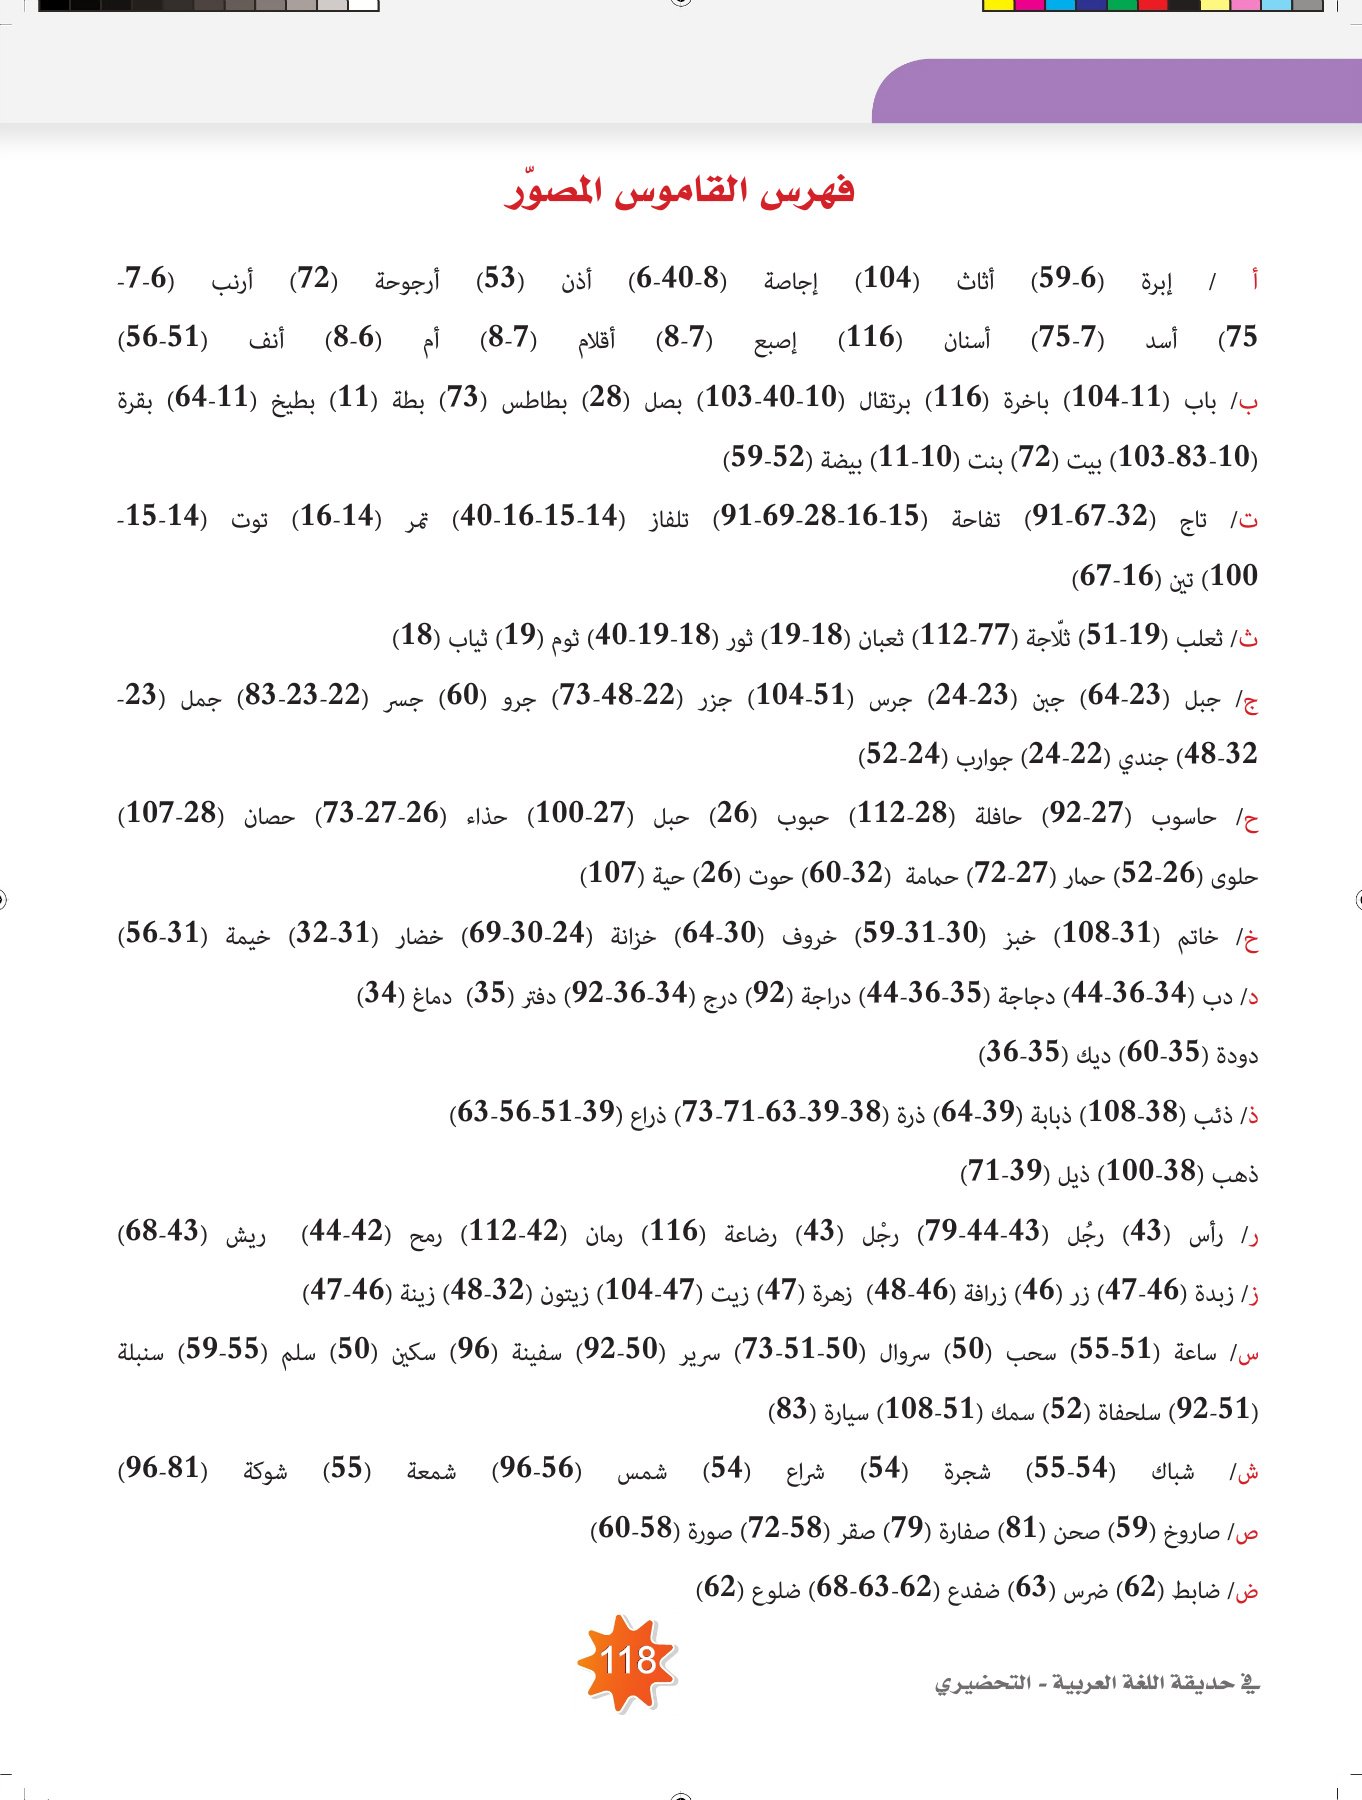 فهرس القاموس المصوّر
أ / إبرة (6-59) أثاث (104) إجاصة (8-40-6) أذن (53) أرجوحة (72) أرنب (6-7-
75) أسد (7-75) أسنان (116) إصبع (7-8) أقلام (7-8) أم (6-8) أنف (51-56)
ب/ باب (11-104) باخرة (116) برتقال (10-40-103) بصل (28) بطاطس (73) بطة (11) بطيخ (11-64) بقرة
(10-83-103) بيت (72) بنت (10-11) بيضة (52-59)
ت/ تاج (32-67-91) تفاحة (15-16-28-69-91) تلفاز (14-15-16-40) تمر (14-16) توت (14-15-
100) تين (16-67)
ث/ ثعلب (19-51) ثلّاجة (77-112) ثعبان (18-19) ثور (18-19-40) ثوم (19) ثياب (18)
ج/ جبل (23-64) جبن (23-24) جرس (51-104) جزر (22-48-73) جرو (60) جسر (22-23-83) جمل (23-
32-48) جندي (22-24) جوارب (24-52)
ح/ حاسوب (27-92) حافلة (28-112) حبوب (26) حبل (27-100) حذاء (26-27-73) حصان (28-107)
حلوى (26-52) حمار (27-72) حمامة (32-60) حوت (26) حية (107)
خ/ خاتم (31-108) خبز (30-31-59) خروف (30-64) خزانة (24-30-69) خضار (31-32) خيمة (31-56)
د/ دب (34-36-44) دجاجة (35-36-44) دراجة (92) درج (34-36-92) دفتر (35) دماغ (34)
دودة (35-60) ديك (35-36)
ذ/ ذئب (38-108) ذبابة (39-64) ذرة (38-39-63-71-73) ذراع (39-51-56-63)
ذهب (38-100) ذيل (39-71)
ر/ رأس (43) رجُل (43-44-79) رجْل (43) رضاعة (116) رمان (42-112) رمح (42-44) ريش (43-68)
ز/ زبدة (46-47) زر (46) زرافة (46-48) زهرة (47) زيت (47-104) زيتون (32-48) زينة (46-47)
س/ ساعة (51-55) سحب (50) سروال (50-51-73) سرير (50-92) سفينة (96) سكين (50) سلم (55-59) سنبلة
(51-92) سلحفاة (52) سمك (51-108) سيارة (83)
ش/ شباك (54-55) شجرة (54) شراع (54) شمس (56-96) شمعة (55) شوكة (81-96)
ص/ صاروخ (59) صحن (81) صفارة (79) صقر (58-72) صورة (58-60)
ض/ ضابط (62) ضرس (63) ضفدع (62-63-68) ضلوع (62)
118
في حديقة اللغة العربية - التحضيري